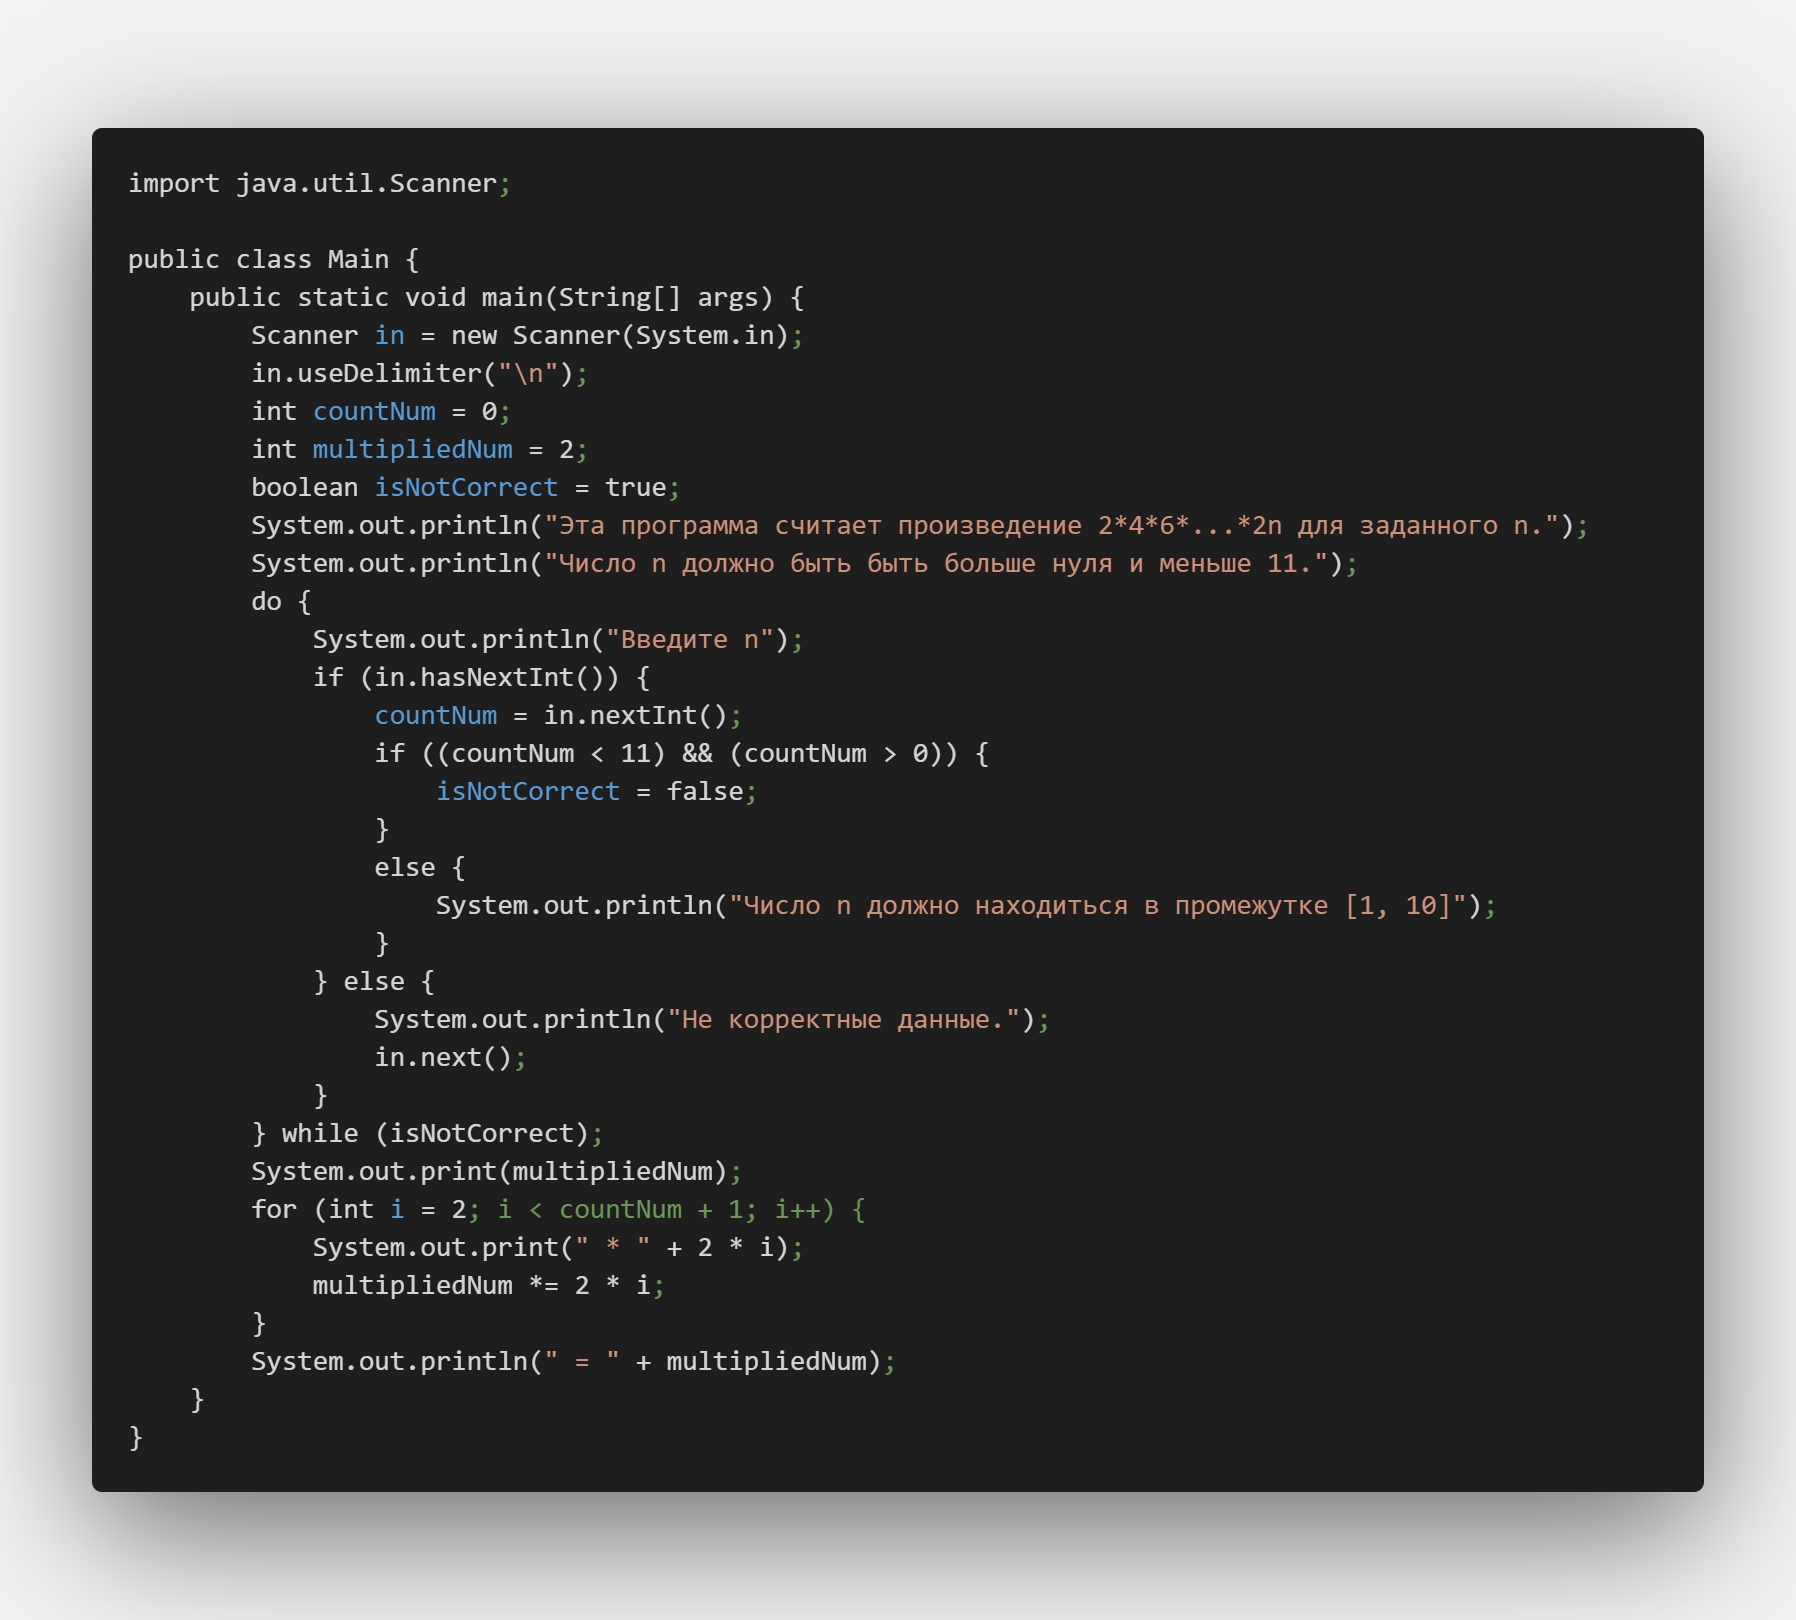 import java.util.Scanner;

public class Main {
    public static void main(String[] args) {
        Scanner in = new Scanner(System.in);
        in.useDelimiter("\n");
        int countNum = 0;
        int multipliedNum = 2;
        boolean isNotCorrect = true;
        System.out.println("Эта программа считает произведение 2*4*6*...*2n для заданного n.");
        System.out.println("Число n должно быть быть больше нуля и меньше 11.");
        do {
            System.out.println("Введите n");
            if (in.hasNextInt()) {
                countNum = in.nextInt();
                if ((countNum < 11) && (countNum > 0)) {
                    isNotCorrect = false;
                }
                else {
                    System.out.println("Число n должно находиться в промежутке [1, 10]");
                }
            } else {
                System.out.println("Не корректные данные.");
                in.next();
            }
        } while (isNotCorrect);
        System.out.print(multipliedNum);
        for (int i = 2; i < countNum + 1; i++) {
            System.out.print(" * " + 2 * i);
            multipliedNum *= 2 * i;
        }
        System.out.println(" = " + multipliedNum);
    }
}